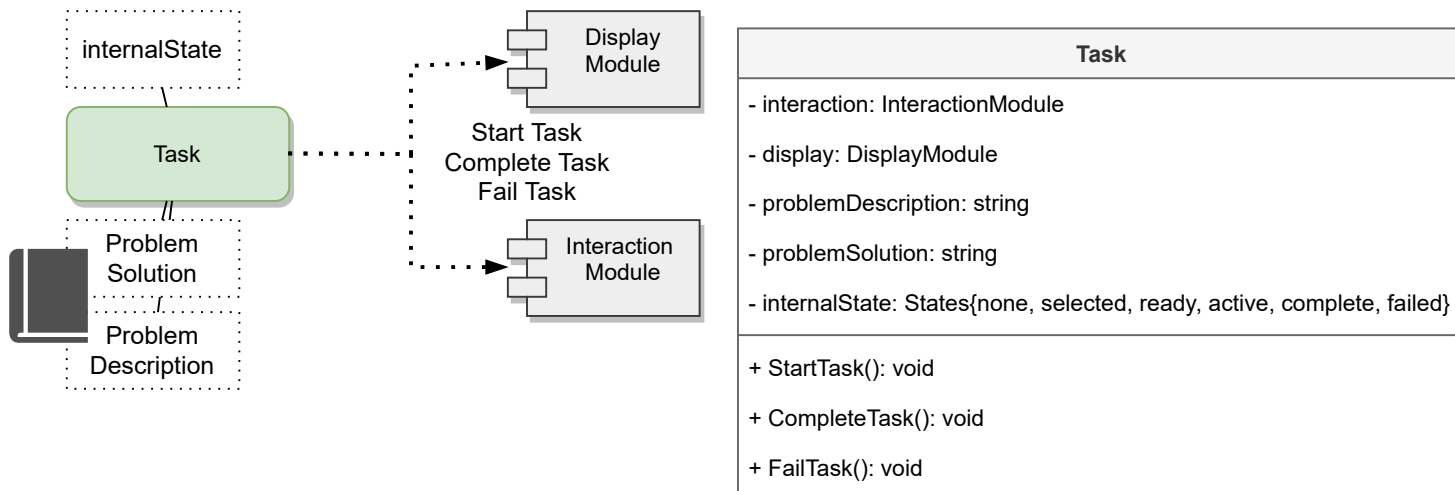 internalState
Task
Problem
Solution
Problem
Description
Display
Module
Start Task
Complete Task
Fail Task
Interaction
Module
Task
- interaction: InteractionModule
- display: DisplayModule
- problemDescription: string
- problemSolution: string
- internalState: States{none, selected, ready, active, complete, failed}
+ StartTask(): void
+ CompleteTask(): void
+ FailTask(): void